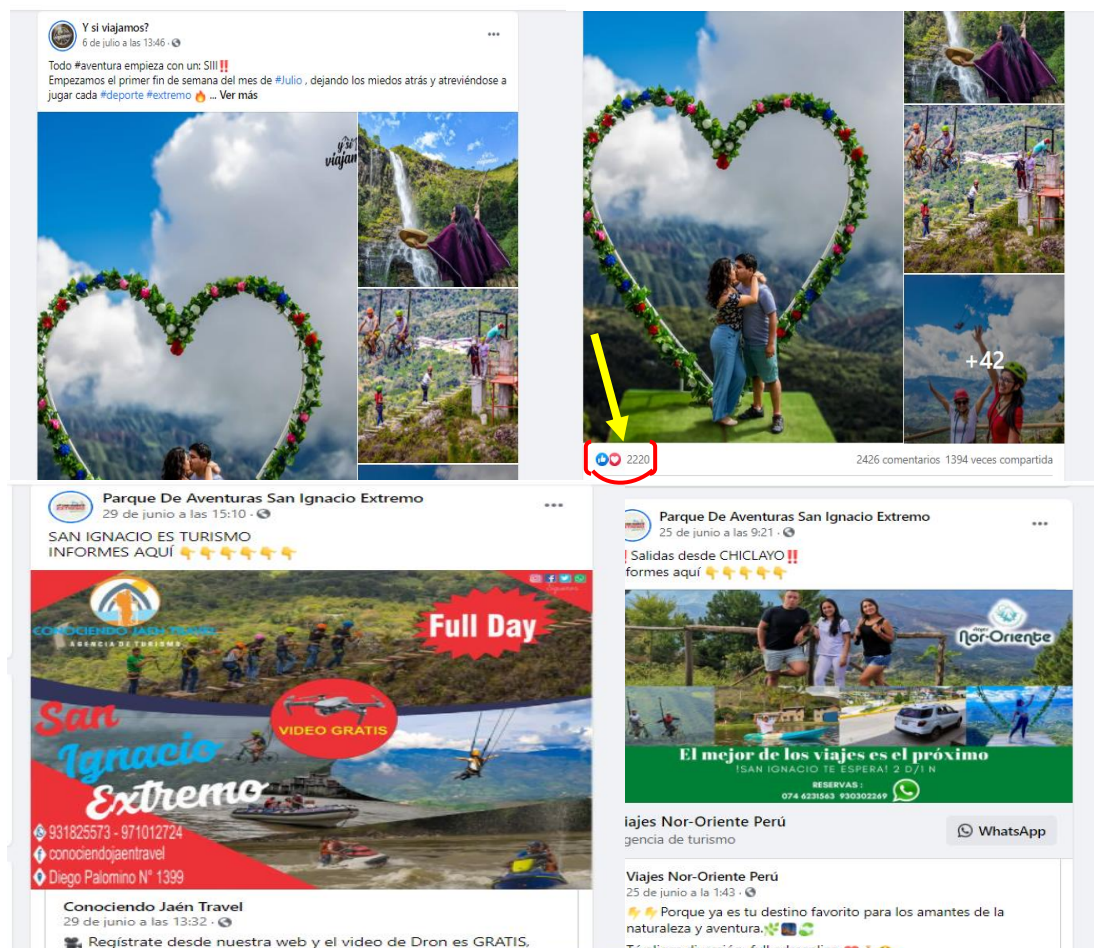 Y si viajamos?
6 de julio a las 13:46 ·
Todo #aventura empieza con un: SIII‼
Empezamos el primer fin de semana del mes de #Julio , dejando los miedos atrás y atreviéndose a
jugar cada #deporte #extremo 🔥 ... Ver más
y si
viajam
+42
2220
2426 comentarios 1394 veces compartida
Parque De Aventuras San Ignacio Extremo
29 de junio a las 15:10 ·
SAN IGNACIO ES TURISMO
INFORMES AQUÍ 👇👇👇👇👇👇
CONOCIENDO JAÉN TRAVEL
AGENCIA DE TURISMO
Full Day
VIDEO GRATIS
San
Ignacio
Extremo
931825573 - 971012724
conociendojaentravel
Diego Palomino N° 1399
Conociendo Jaén Travel
29 de junio a las 13:32 ·
Regístrate desde nuestra web y el video de Dron es GRATIS,
Parque De Aventuras San Ignacio Extremo
25 de junio a las 9:21 ·
! Salidas desde CHICLAYO‼
formes aquí 👇👇👇👇👇
Nor-Oriente
El mejor de los viajes es el próximo
!SAN IGNACIO TE ESPERA! 2 D/1 N
RESERVAS :
074 6231563 930302269
iajes Nor-Oriente Perú
gencia de turismo
WhatsApp
Viajes Nor-Oriente Perú
25 de junio a la 1:43 ·
Porque ya es tu destino favorito para los amantes de la
naturaleza y aventura.